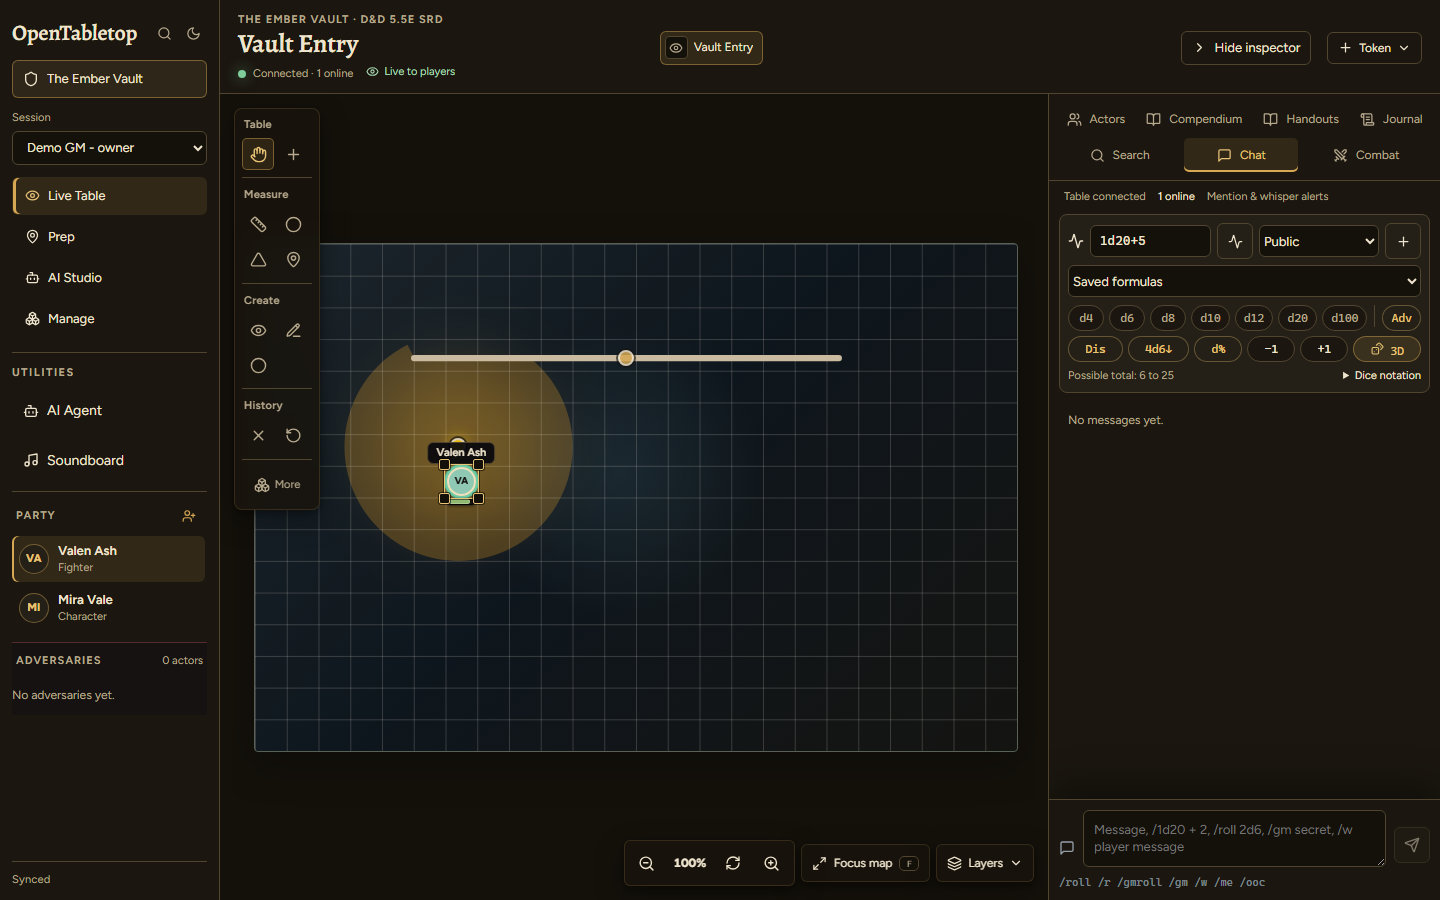 OpenTabletop
The Ember Vault
Session
Demo GM - owner
Live Table
Prep
AI Studio
Manage
UTILITIES
AI Agent
Soundboard
PARTY
VA
Valen Ash
Fighter
MI
Mira Vale
Character
ADVERSARIES
0 actors
No adversaries yet.
Synced
THE EMBER VAULT · D&D 5.5E SRD
Vault Entry
Connected · 1 online
Live to players
Vault Entry
Hide inspector
Token
Table
Measure
Create
History
More
Valen Ash
VA
100%
Focus map
F
Layers
Actors
Compendium
Handouts
Journal
Search
Chat
Combat
Table connected
1 online
Mention & whisper alerts
1d20+5
Public
Saved formulas
d4
d6
d8
d10
d12
d20
d100
Adv
Dis
4d6↓
d%
−1
+1
3D
Possible total: 6 to 25
Dice notation
No messages yet.
Message, /1d20 + 2, /roll 2d6, /gm secret, /w
player message
/roll /r /gmroll /gm /w /me /ooc